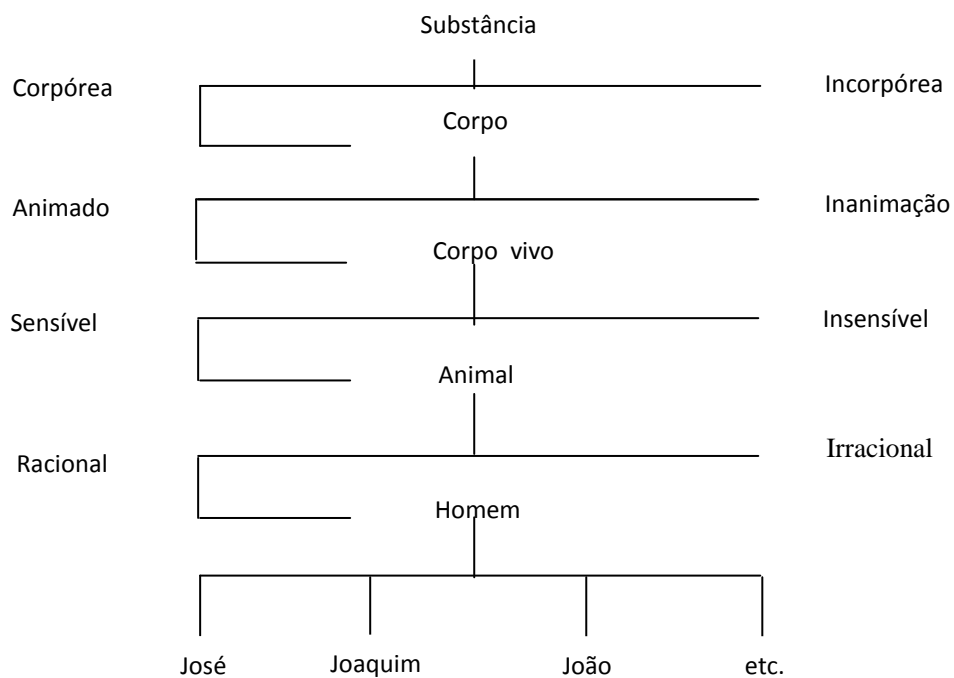 Substância
Corpórea Incorpórea
Corpo
Animado Inanimação
Corpo vivo
Sensível Insensível
Animal
Racional Irracional
Homem
José Joaquim João etc.